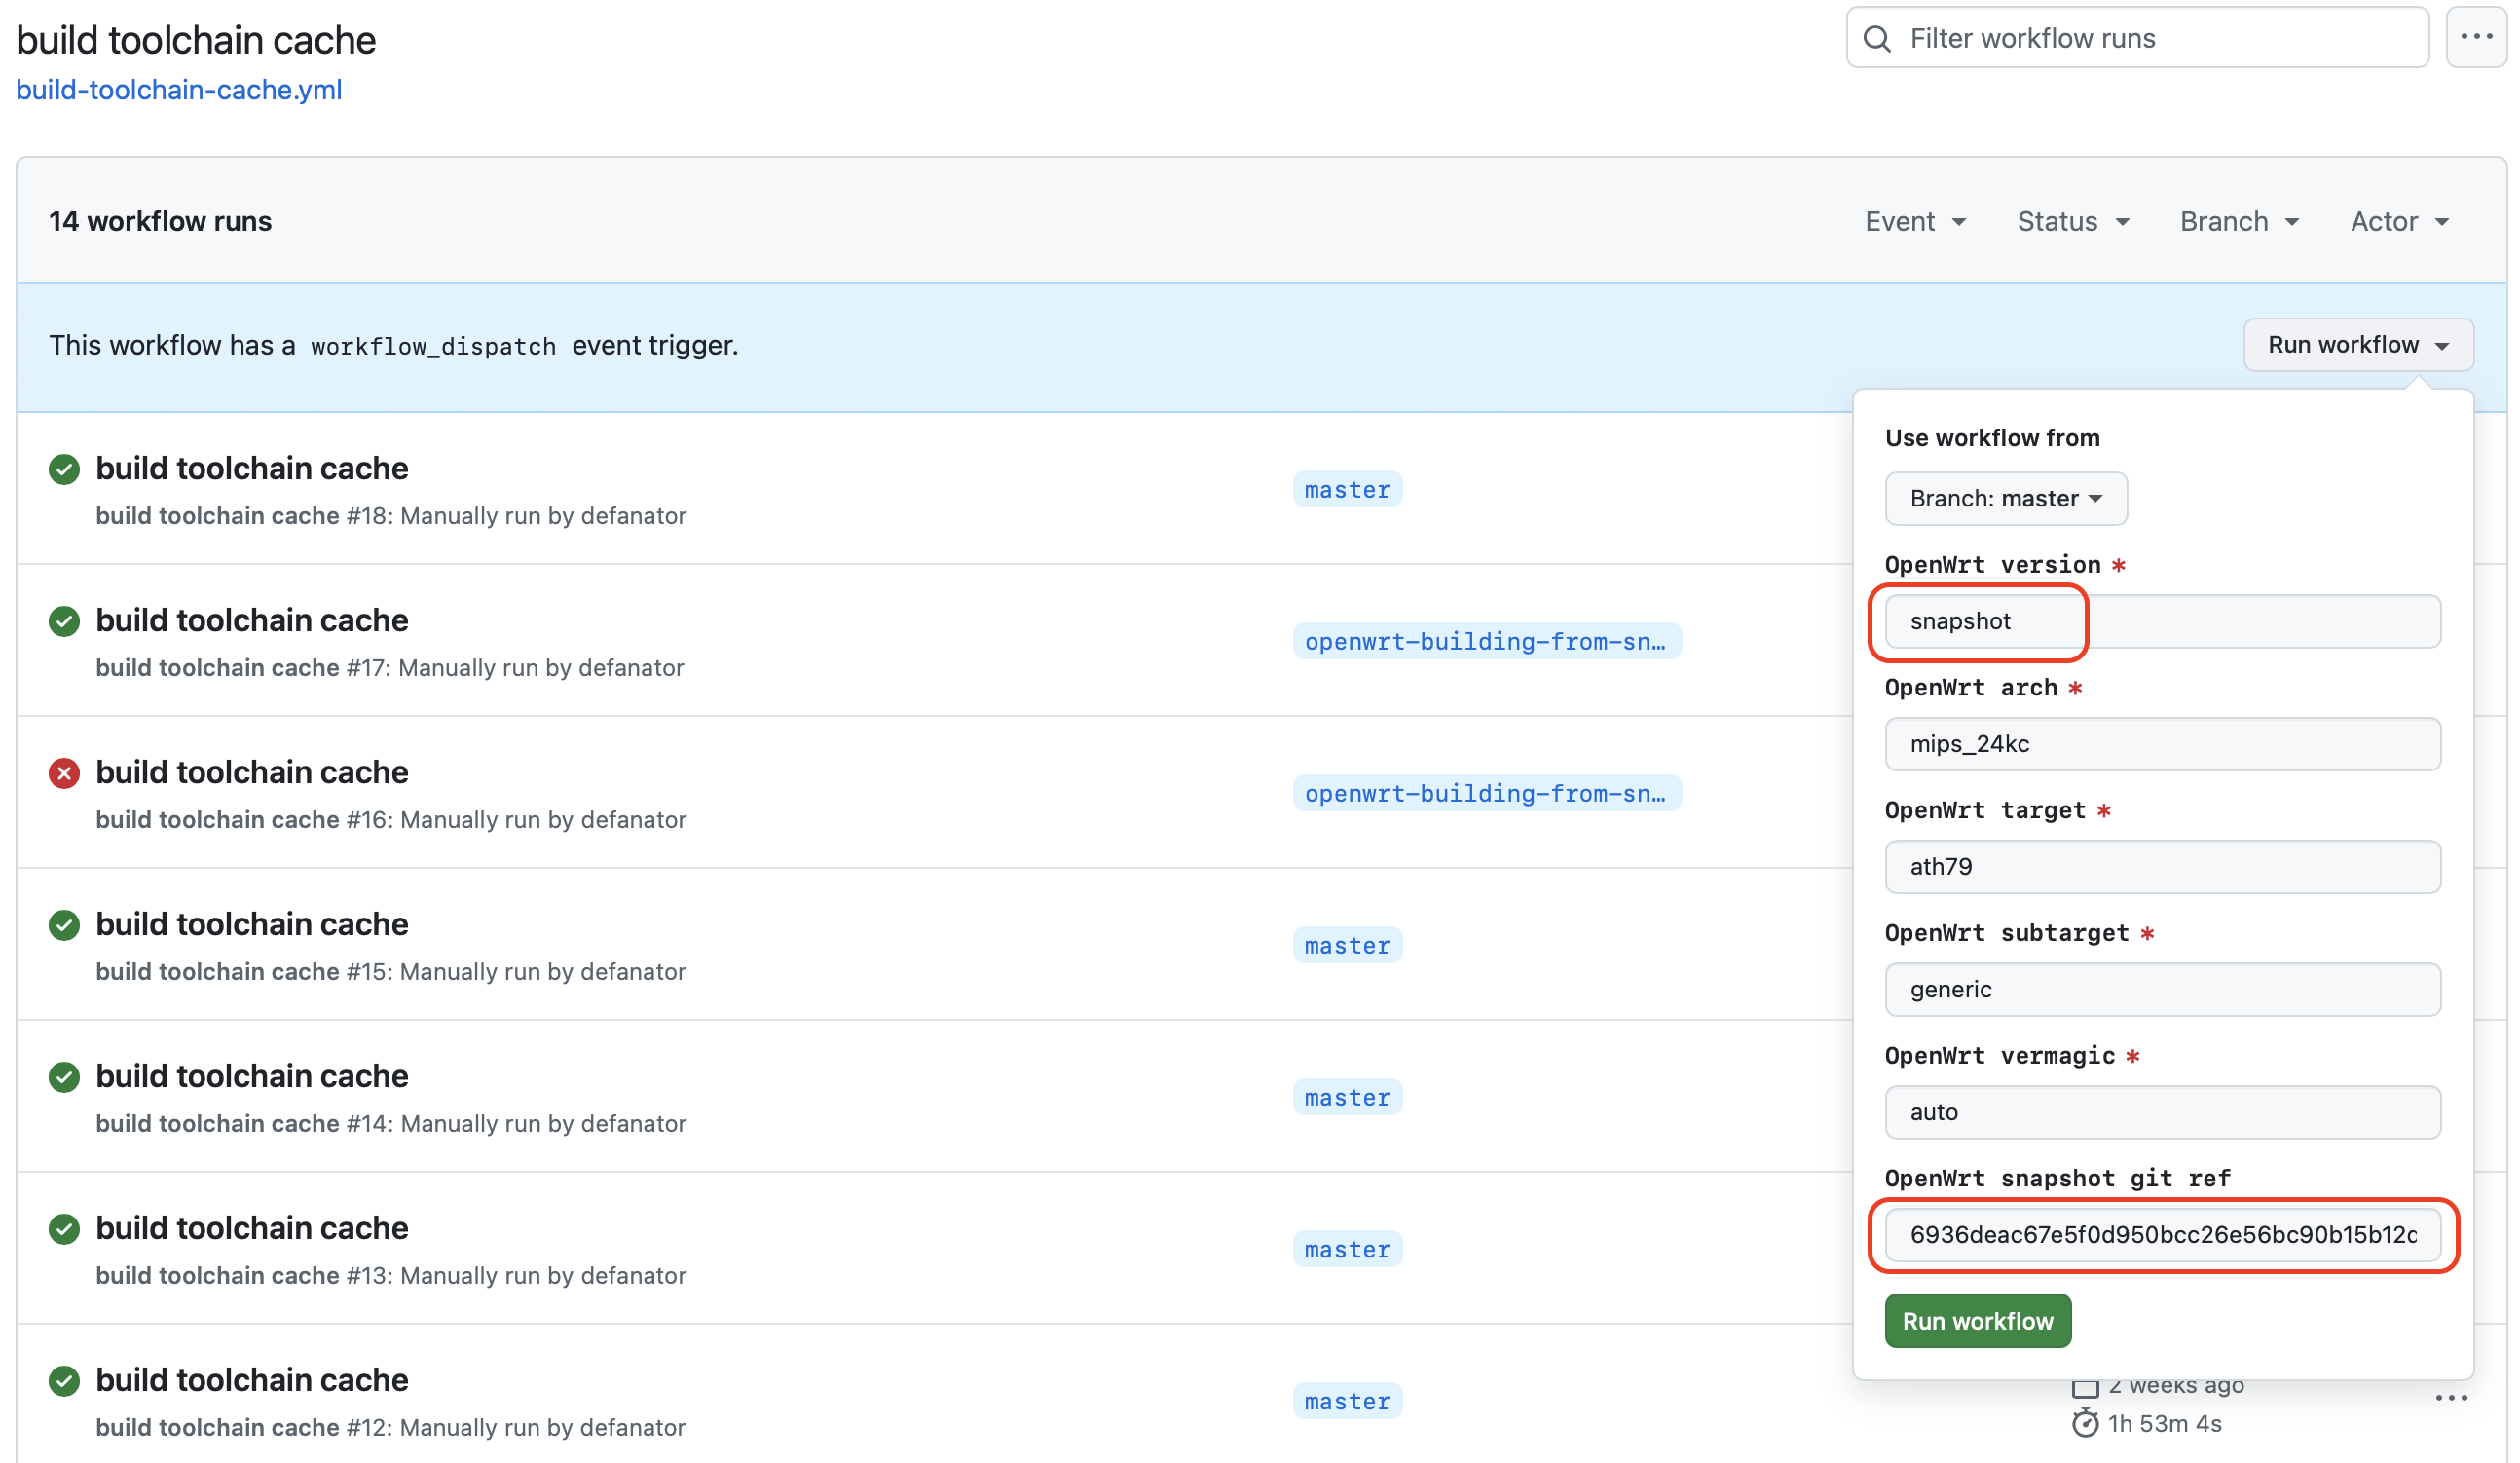 build toolchain cache
Filter workflow runs
build-toolchain-cache.yml
14 workflow runs
Event
Status
Branch
Actor
This workflow has a workflow_dispatch event trigger.
Run workflow
build toolchain cache
build toolchain cache #18: Manually run by defanator
master
build toolchain cache
build toolchain cache #17: Manually run by defanator
openwrt-building-from-sn…
build toolchain cache
build toolchain cache #16: Manually run by defanator
openwrt-building-from-sn…
build toolchain cache
build toolchain cache #15: Manually run by defanator
master
build toolchain cache
build toolchain cache #14: Manually run by defanator
master
build toolchain cache
build toolchain cache #13: Manually run by defanator
master
build toolchain cache
build toolchain cache #12: Manually run by defanator
master
2 weeks ago
1h 53m 4s
Use workflow from
Branch: master
OpenWrt version *
snapshot
OpenWrt arch *
mips_24kc
OpenWrt target *
ath79
OpenWrt subtarget *
generic
OpenWrt vermagic *
auto
OpenWrt snapshot git ref
6936deac67e5f0d950bcc26e56bc90b15b12c
Run workflow